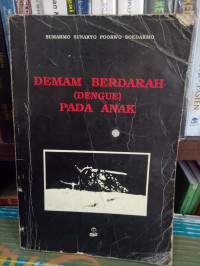 SUMARMO SUNARYO POORWO SOEDARMO
DEMAM BERDARAH
(DENGUE)
PADA ANAK